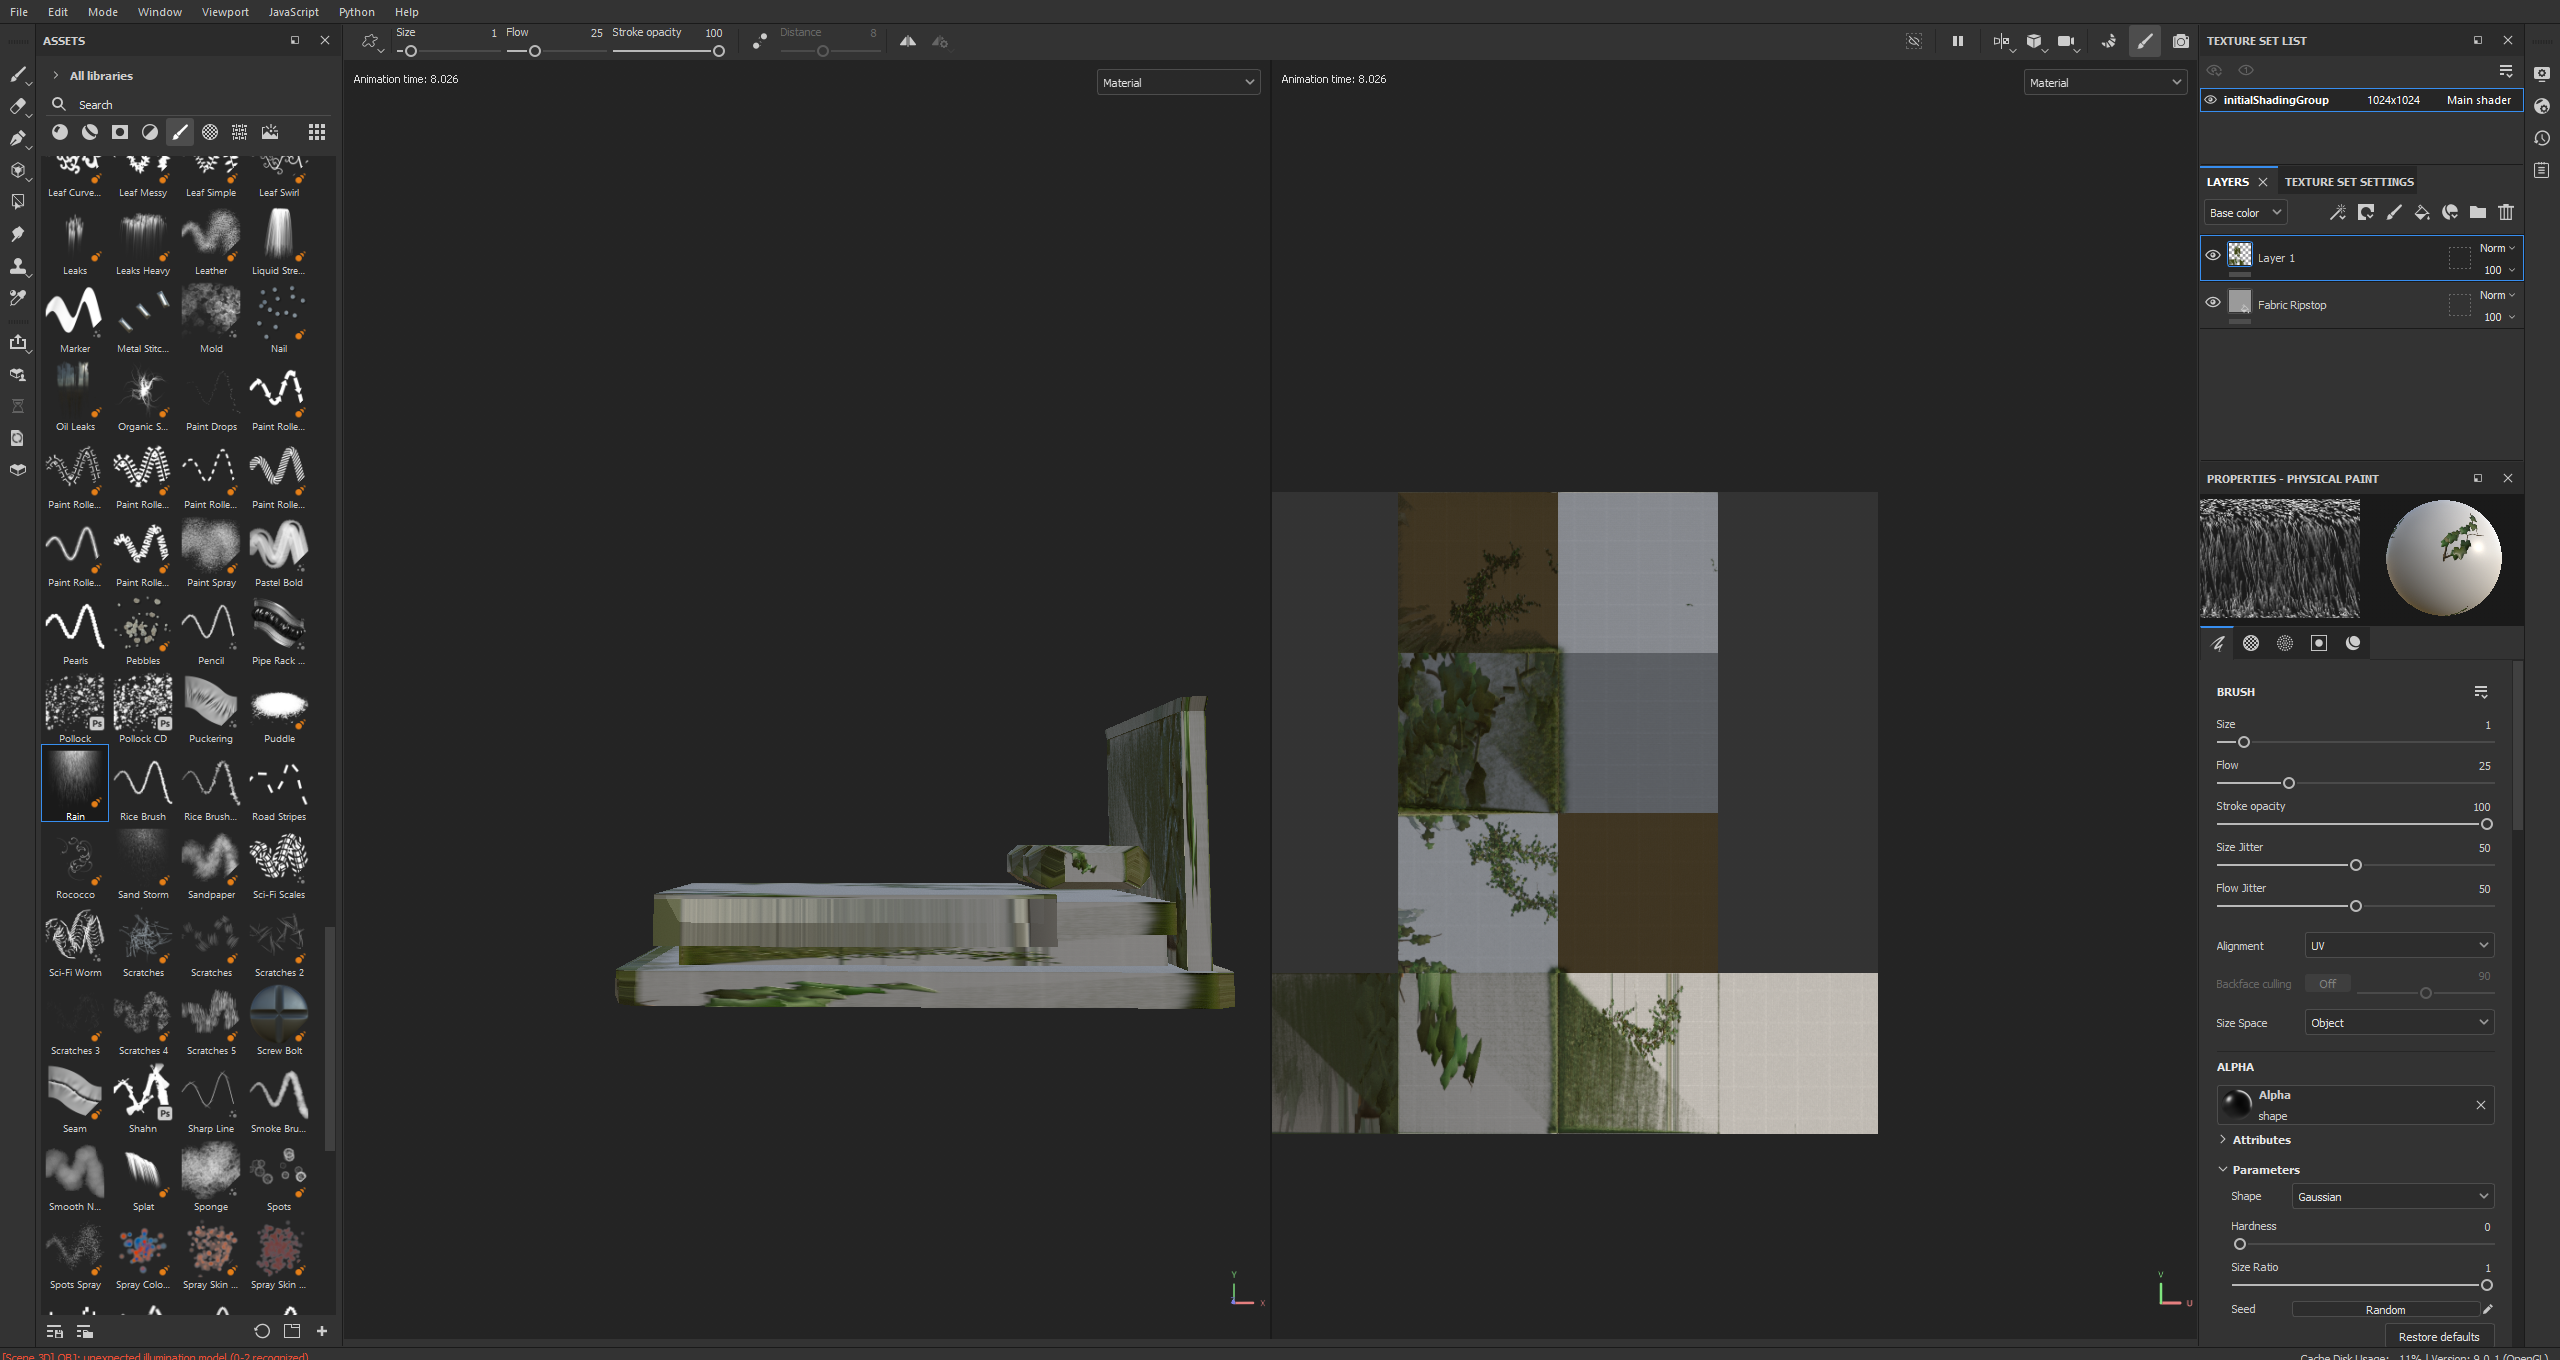 File Edit Mode Window Viewport JavaScript Python Help
ASSETS
All libraries
Search
Leaf Curve... Leaf Messy Leaf Simple Leaf Swirl
Leaks Leaks Heavy Leather Liquid Stre...
Marker Metal Stitc... Mold Nail
Oil Leaks Organic S... Paint Drops Paint Rolle...
Paint Rolle... Paint Rolle... Paint Rolle... Paint Rolle...
Paint Rolle... Paint Rolle... Paint Spray Pastel Bold
Pearls Pebbles Pencil Pipe Rack ...
Ps Ps
Pollock Pollock CD Puckering Puddle
Rain Rice Brush Rice Brush... Road Stripes
Rococco Sand Storm Sandpaper Sci-Fi Scales
Sci-Fi Worm Scratches Scratches Scratches 2
Scratches 3 Scratches 4 Scratches 5 Screw Bolt
Ps
Seam Shahn Sharp Line Smoke Bru...
Smooth N... Splat Sponge Spots
Spots Spray Spray Colo... Spray Skin ... Spray Skin ...
[Scene 3D] OBJ: unexpected illumination model (0-2 recognized)
Size 1 Flow 25 Stroke opacity 100 Distance 8
Animation time: 8.026
Material
Y
X
Animation time: 8.026
Material
V
U
TEXTURE SET LIST
initialShadingGroup 1024x1024 Main shader
LAYERS TEXTURE SET SETTINGS
Base color
Layer 1 Norm
100
Fabric Ripstop Norm
100
PROPERTIES - PHYSICAL PAINT
BRUSH
Size 1
Flow 25
Stroke opacity 100
Size Jitter 50
Flow Jitter 50
Alignment UV
Backface culling Off 90
Size Space Object
ALPHA
Alpha
shape
Attributes
Parameters
Shape Gaussian
Hardness 0
Size Ratio 1
Seed Random
Restore defaults
Cache Disk Usage: 11% | Version: 9.0.1 (OpenGL)